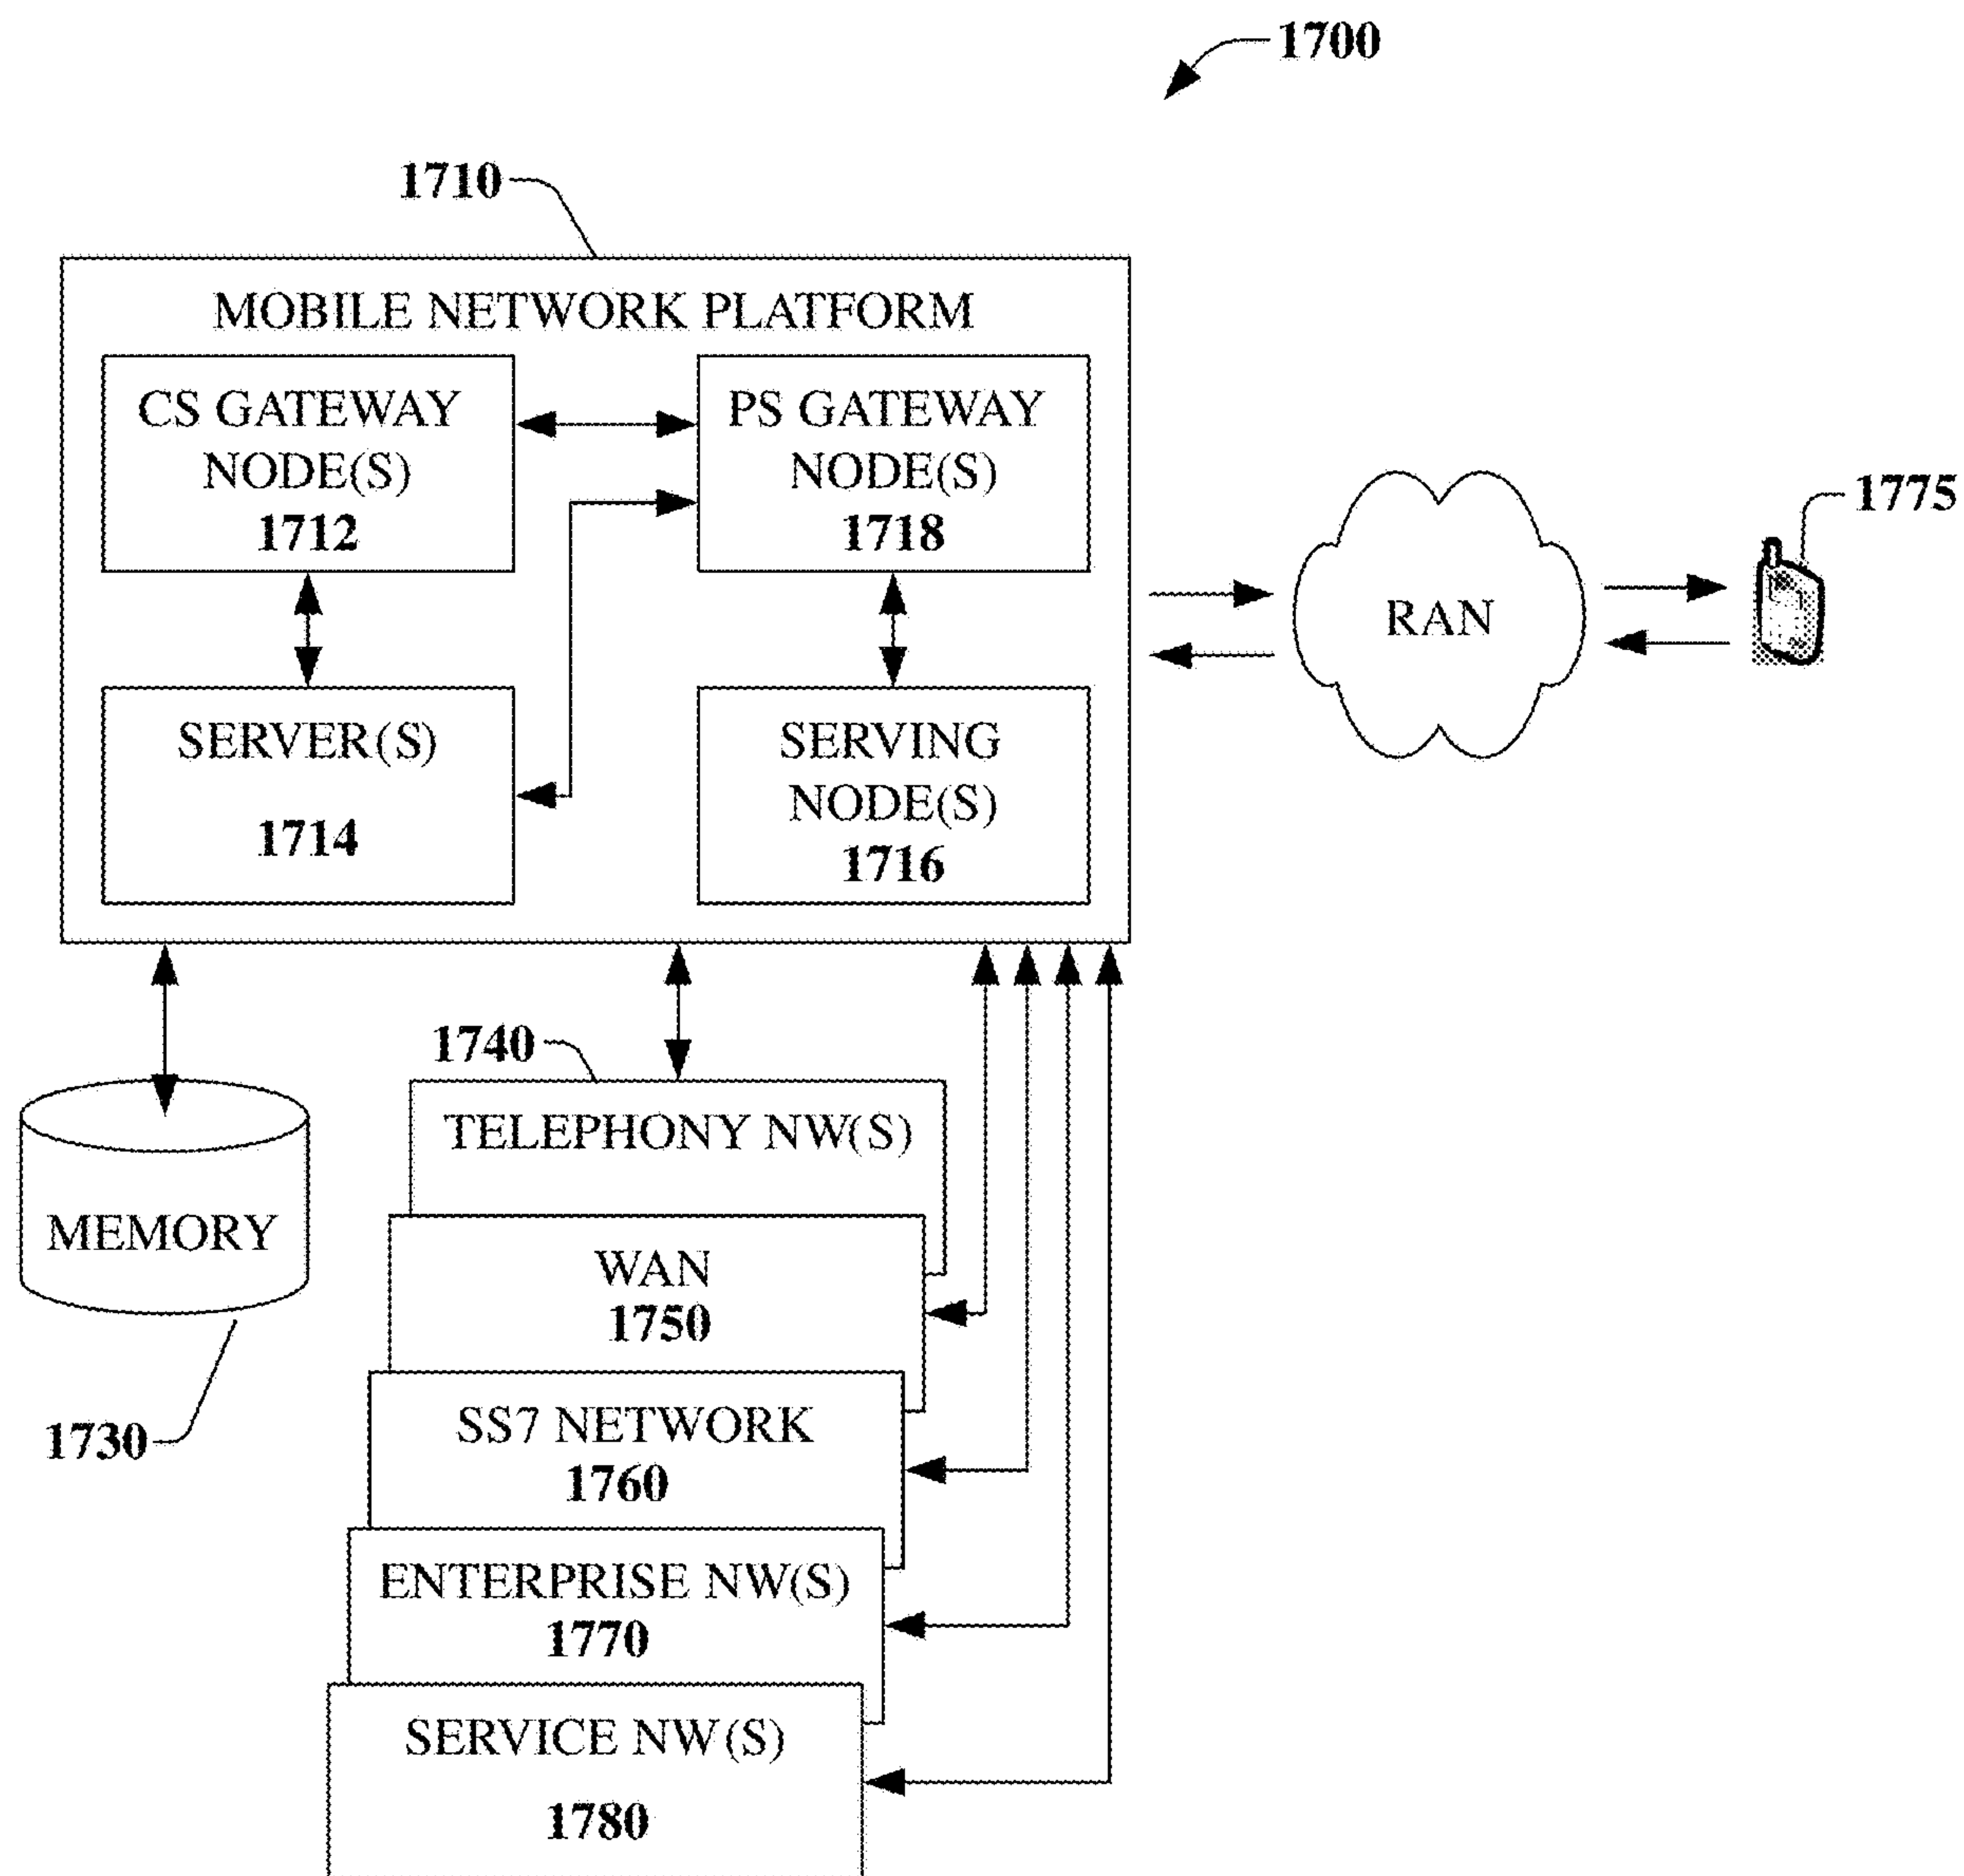 1700
1710
MOBILE NETWORK PLATFORM
CS GATEWAY
NODE(S)
1712
PS GATEWAY
NODE(S)
1718
SERVER(S)
1714
SERVING
NODE(S)
1716
RAN
1775
1740
TELEPHONY NW(S)
MEMORY
1730
WAN
1750
SS7 NETWORK
1760
ENTERPRISE NW(S)
1770
SERVICE NW(S)
1780